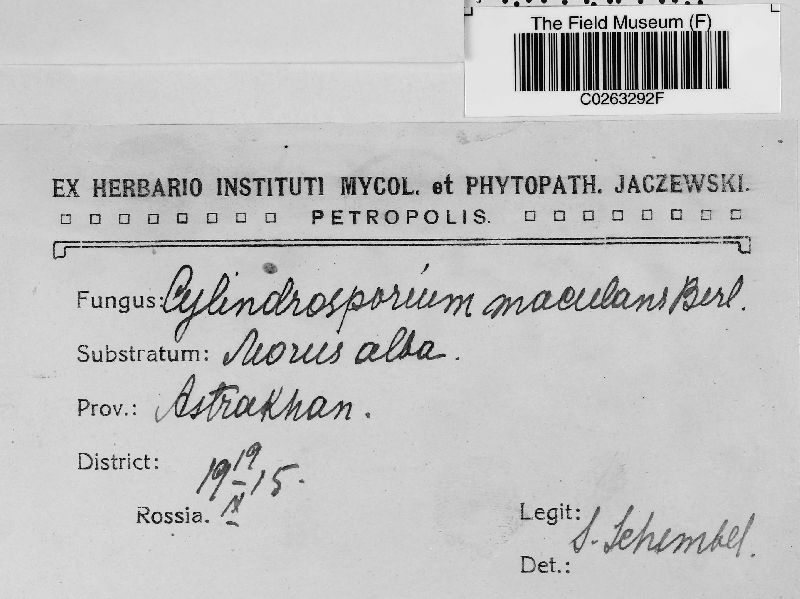 The Field Museum (F)
C0263292F
EX HERBARIO INSTITUTI MYCOL. et PHYTOPATH. JACZEWSKI.
PETROPOLIS.
Fungus: Cylindrosporium maculans Berl.
Substratum: Morus alba.
Prov.: Astrakhan.
District:
19 19/IX 15.
Rossia.
Legit: S. Schembel.
Det.: